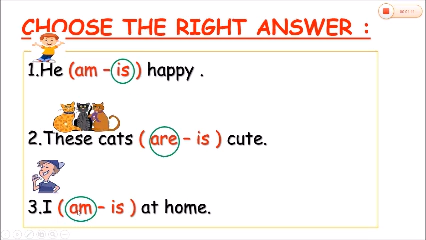 CHOOSE THE RIGHT ANSWER :
1.He (am – is ) happy .
2.These cats ( are – is ) cute.
3.I ( am – is ) at home.